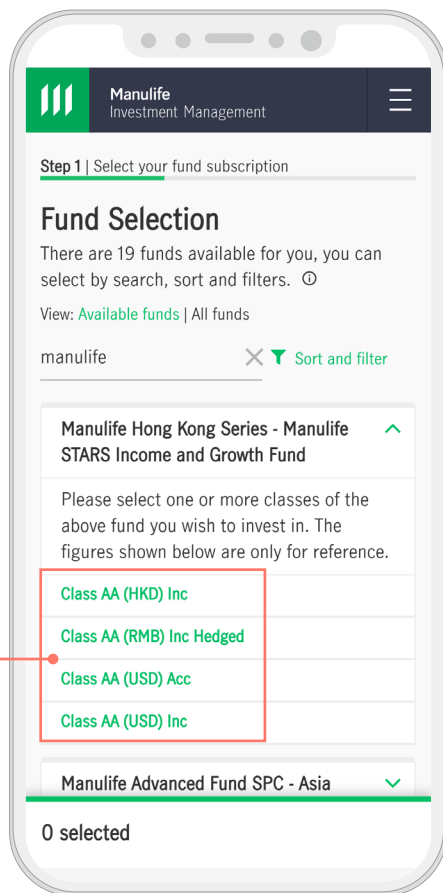 Manulife
Investment Management
Step 1 | Select your fund subscription
Fund Selection
There are 19 funds available for you, you can
select by search, sort and filters.
View: Available funds | All funds
manulife
Sort and filter
Manulife Hong Kong Series - Manulife
STARS Income and Growth Fund
Please select one or more classes of the
above fund you wish to invest in. The
figures shown below are only for reference.
Class AA (HKD) Inc
Class AA (RMB) Inc Hedged
Class AA (USD) Acc
Class AA (USD) Inc
Manulife Advanced Fund SPC - Asia
0 selected